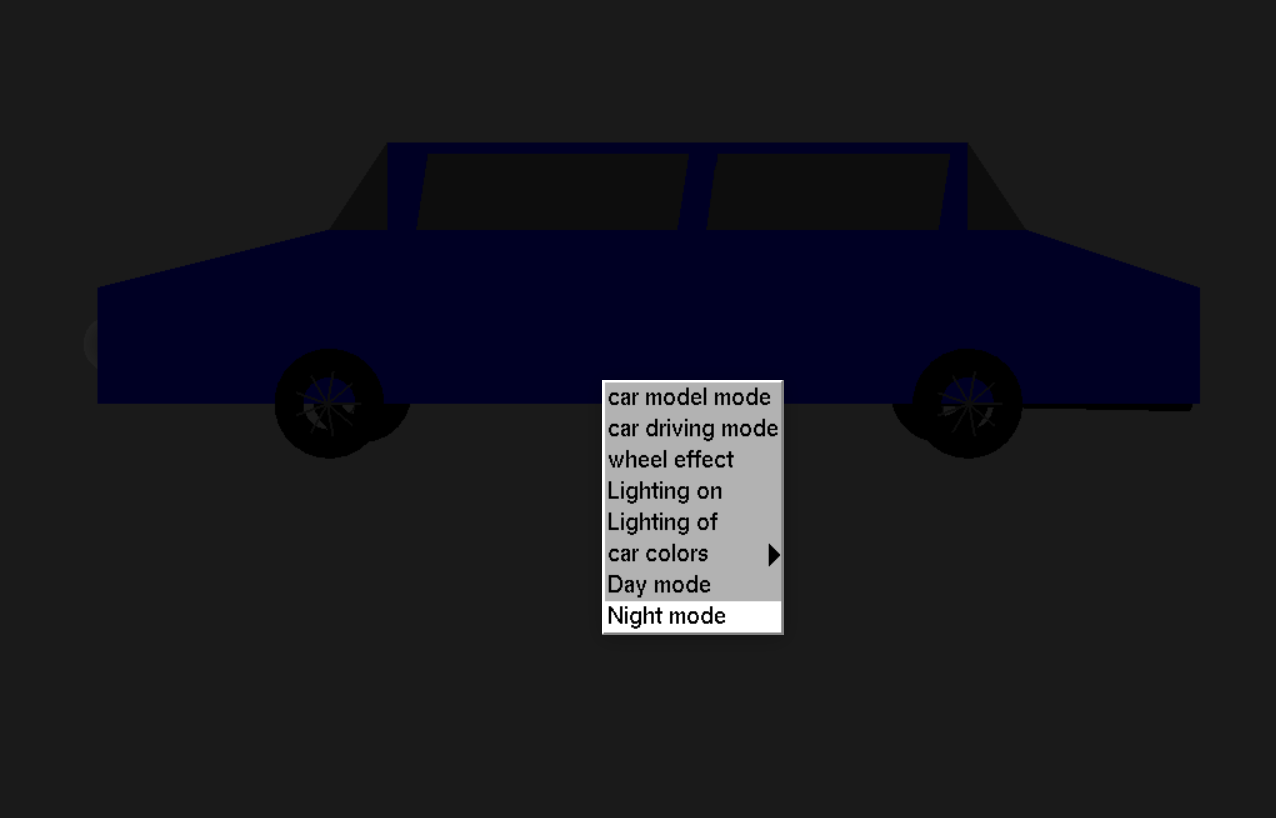 car model mode
car driving mode
wheel effect
Lighting on
Lighting of
car colors
Day mode
Night mode